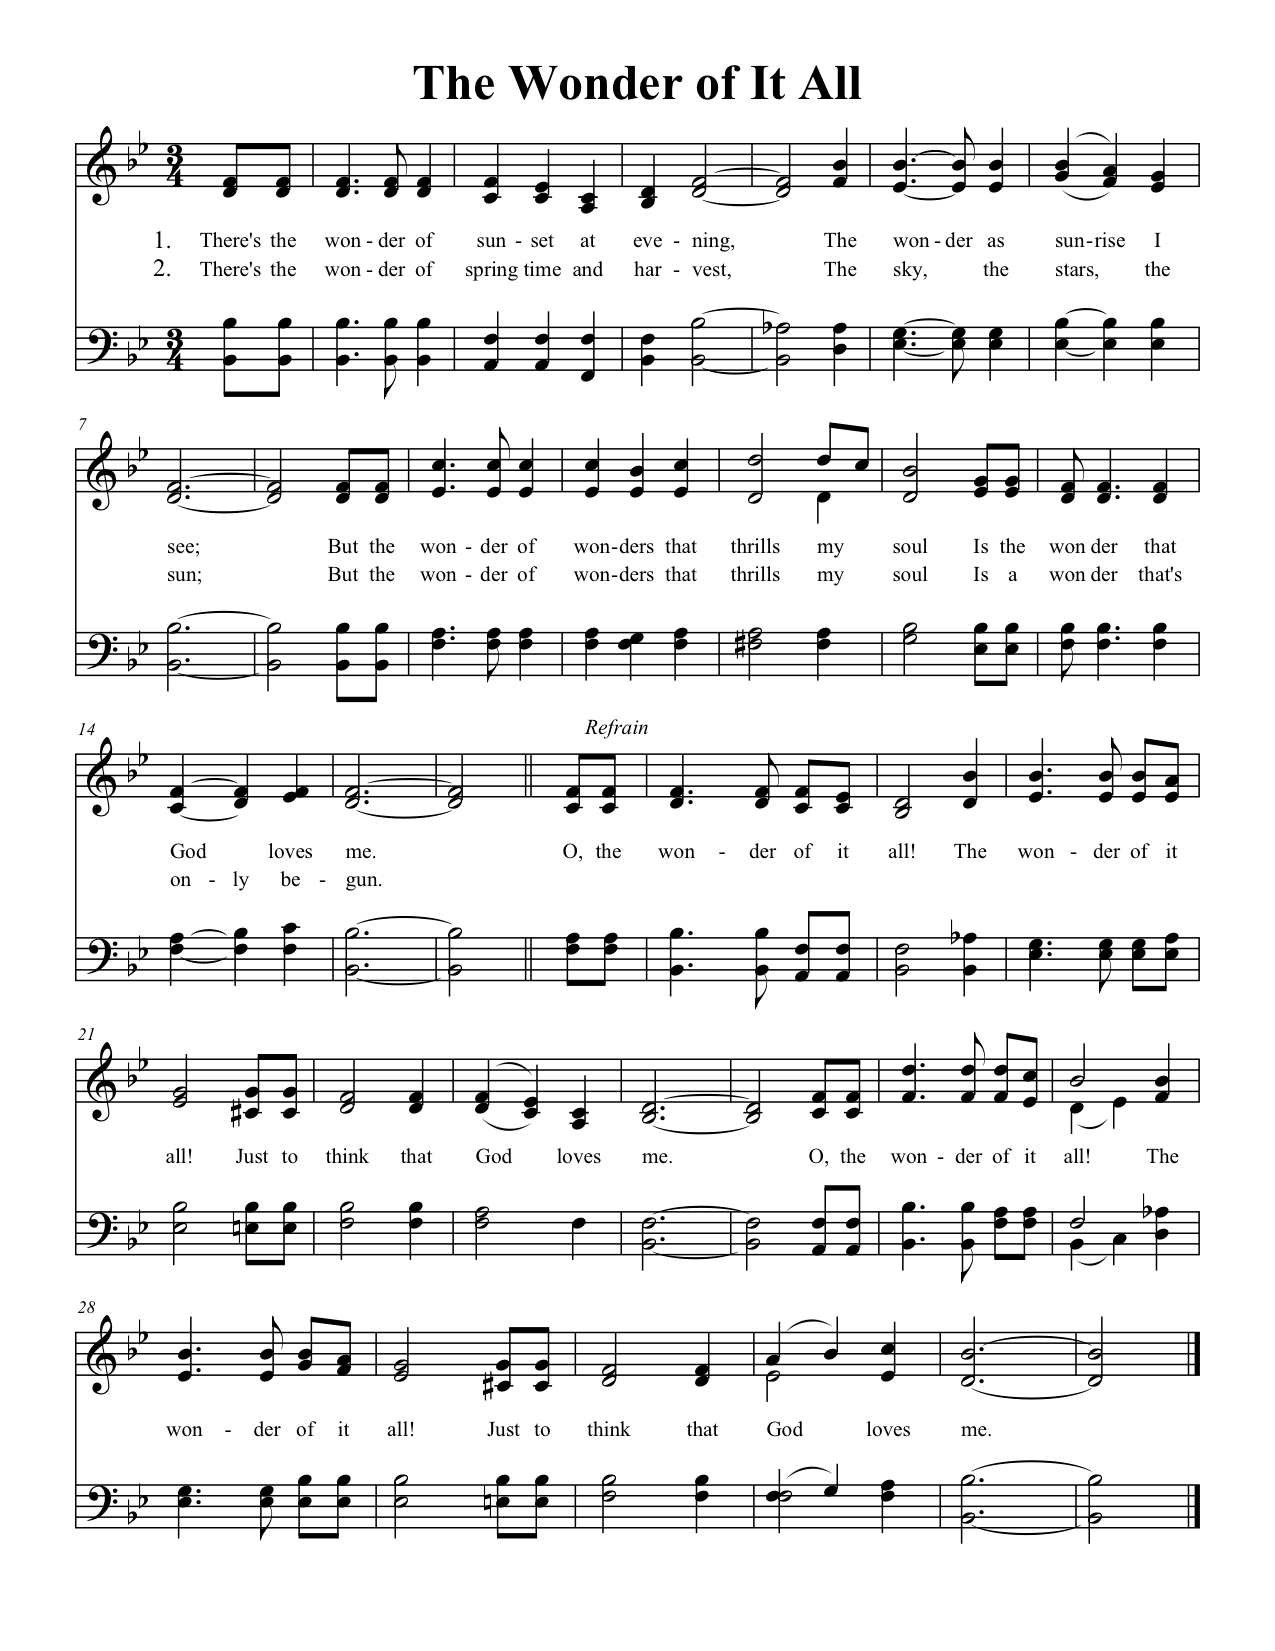 The Wonder of It All
3
4
1. There's the won - der of sun - set at eve - ning, The won - der as sun - rise I
2. There's the won - der of spring time and har - vest, The sky, the stars, the
3
4
7
see; But the won - der of won - ders that thrills my soul Is the won der that
sun; But the won - der of won - ders that thrills my soul Is a won der that's
14
Refrain
God loves me. O, the won - der of it all! The won - der of it
on - ly be - gun.
21
all! Just to think that God loves me. O, the won - der of it all! The
28
won - der of it all! Just to think that God loves me.